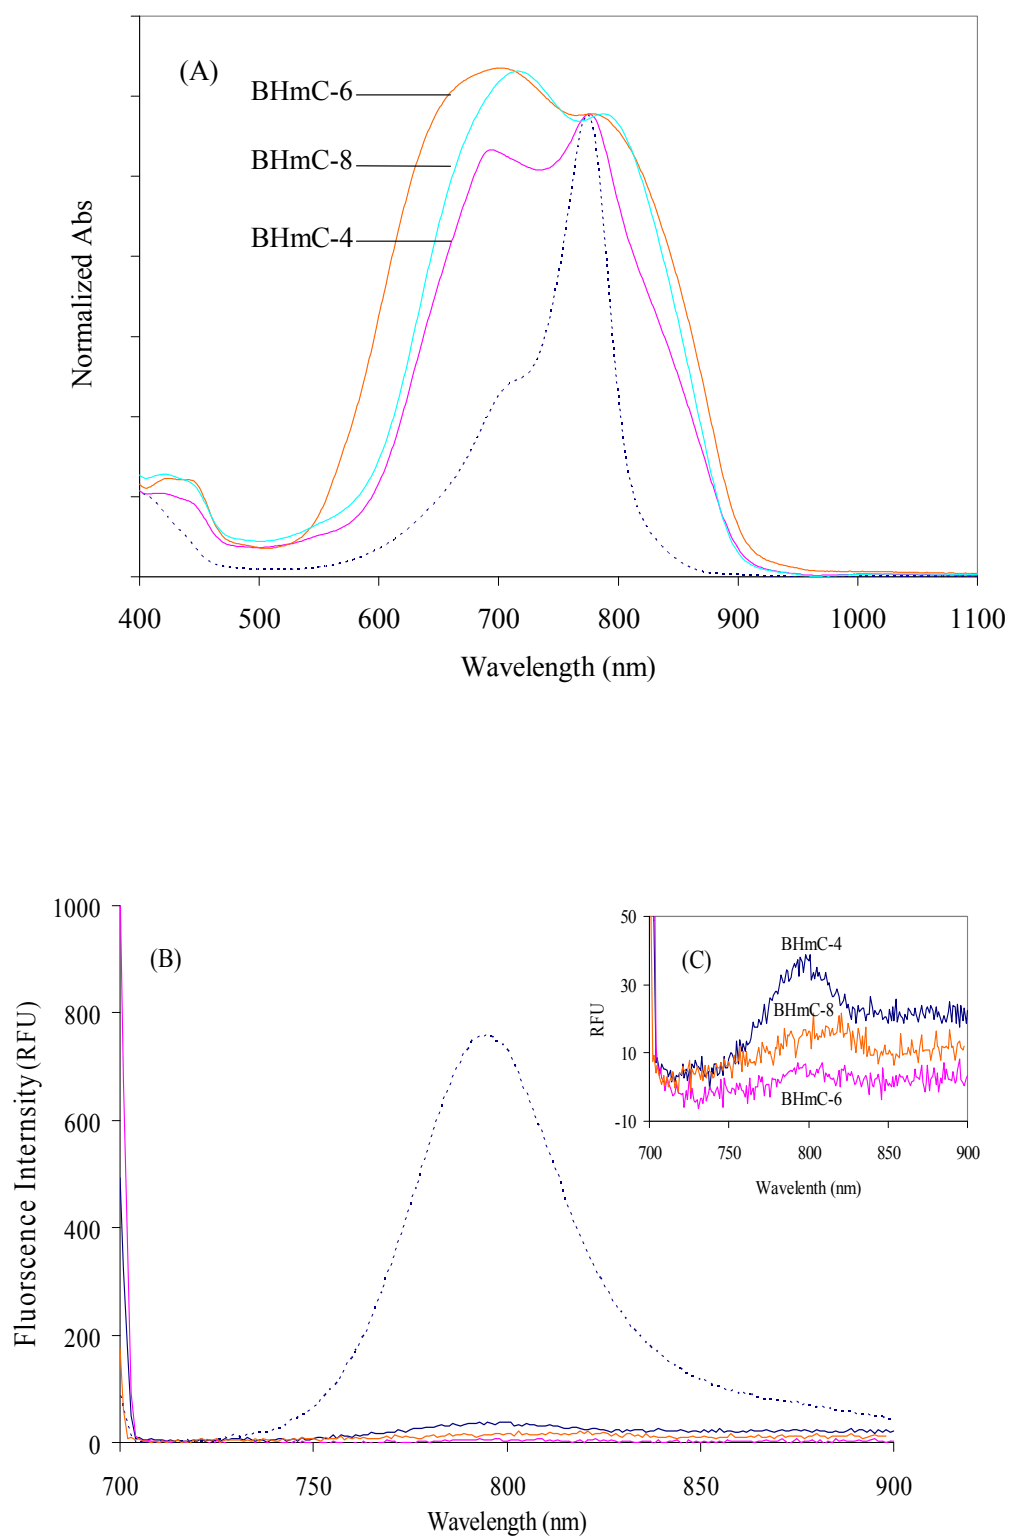 (A)
BHmC-6
BHmC-8
BHmC-4
Normalized Abs
400 500 600 700 800 900 1000 1100
Wavelength (nm)
1000
800
600
400
200
0
(B)
Fluorscence Internsity (RFU)
700 750 800 850 900
Wavelength (nm)
50
30
10
-10
(C)
BHmC-4
BHmC-8
BHmC-6
RFU
700 750 800 850 900
Wavelenth (nm)